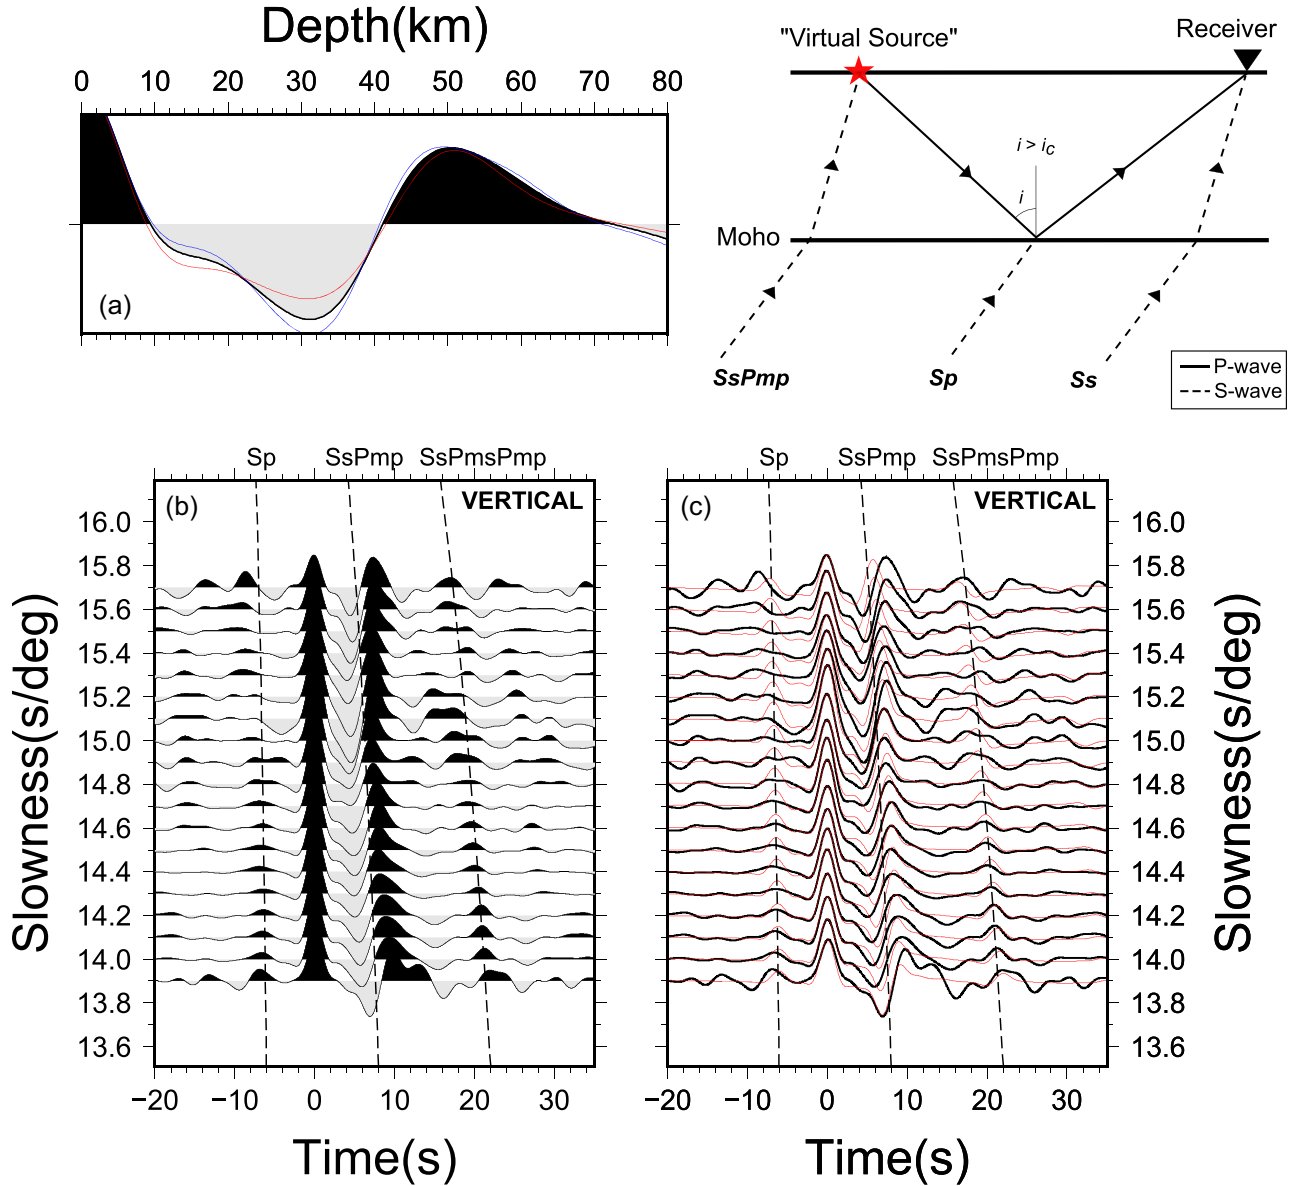 Depth(km)
0 10 20 30 40 50 60 70 80
(a)
"Virtual Source"
Receiver
i > ic
i
Moho
SsPmp
Sp
Ss
P-wave
S-wave
Sp SsPmp SsPmsPmp
(b)
VERTICAL
16.0
15.8
15.6
15.4
15.2
15.0
14.8
14.6
14.4
14.2
14.0
13.8
13.6
Slowness(s/deg)
−20 −10 0 10 20 30
Time(s)
Sp SsPmp SsPmsPmp
(c)
VERTICAL
16.0
15.8
15.6
15.4
15.2
15.0
14.8
14.6
14.4
14.2
14.0
13.8
13.6
Slowness(s/deg)
−20 −10 0 10 20 30
Time(s)